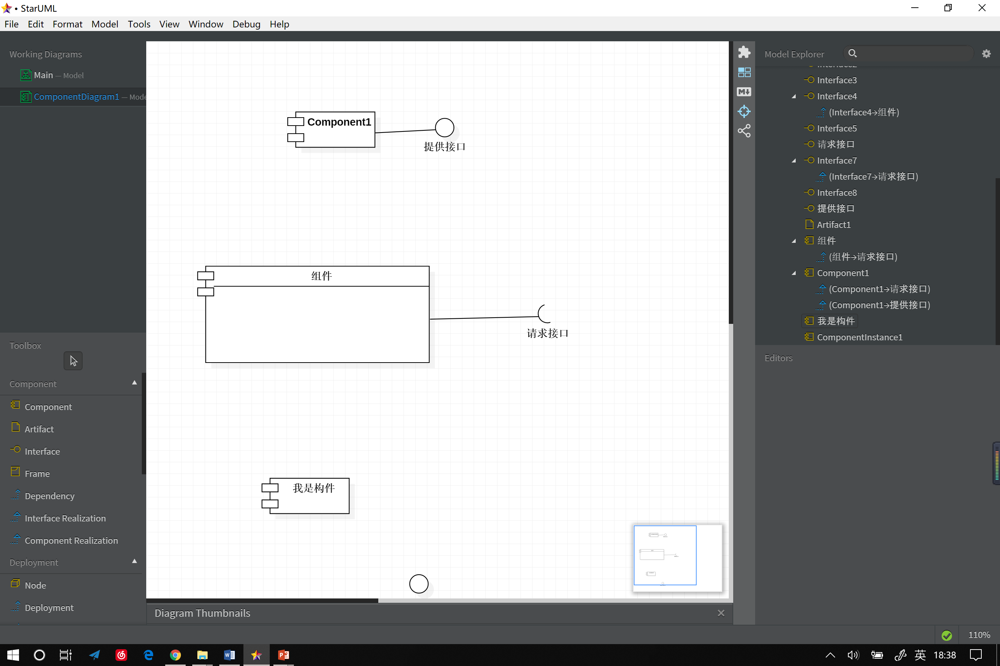 • StarUML
File Edit Format Model Tools View Window Debug Help
Working Diagrams
Main — Model
ComponentDiagram1 — Mode
Component1
提供接口
组件
请求接口
我是构件
Toolbox
Component
Component
Artifact
Interface
Frame
Dependency
Interface Realization
Component Realization
Deployment
Node
Deployment
Diagram Thumbnails
M
Model Explorer
Interface3
Interface4
(Interface4→组件)
Interface5
请求接口
Interface7
(Interface7→请求接口)
Interface8
提供接口
Artifact1
组件
(组件→请求接口)
Component1
(Component1→请求接口)
(Component1→提供接口)
我是构件
ComponentInstance1
Editors
110%
英 18:38